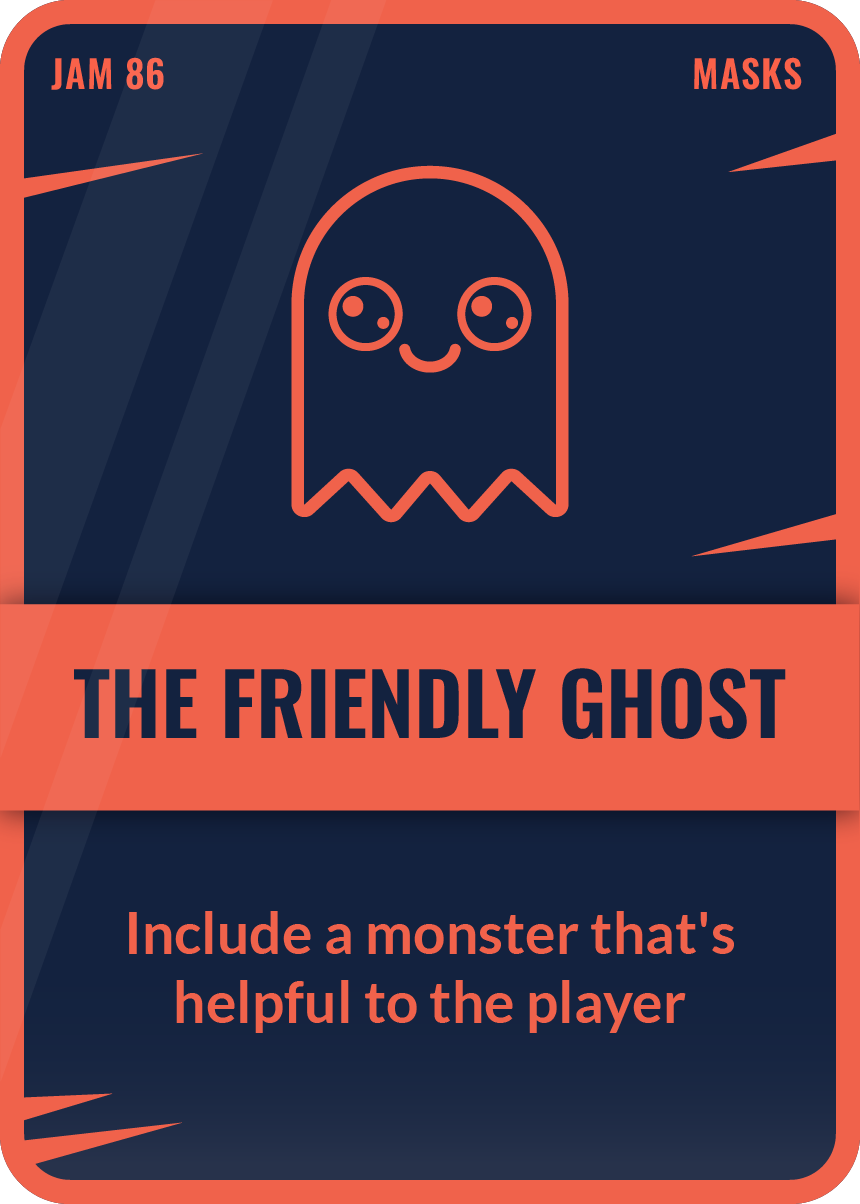 JAM 86
MASKS
THE FRIENDLY GHOST
Include a monster that's
helpful to the player